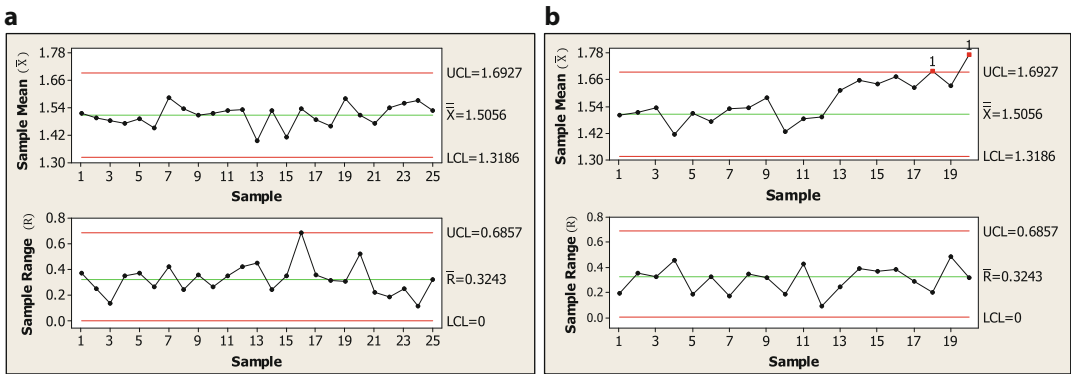 a
Sample Mean (X̅)
1.78
1.66
1.54
1.42
1.30
UCL=1.6927
X̿=1.5056
LCL=1.3186
1 3 5 7 9 11 13 15 17 19 21 23 25
Sample
Sample Range (R)
0.8
0.6
0.4
0.2
0.0
UCL=0.6857
R̅=0.3243
LCL=0
1 3 5 7 9 11 13 15 17 19 21 23 25
Sample
b
Sample Mean (X̅)
1.78
1.66
1.54
1.42
1.30
1
1
UCL=1.6927
X̿=1.5056
LCL=1.3186
1 3 5 7 9 11 13 15 17 19
Sample
Sample Range (R)
0.8
0.6
0.4
0.2
0.0
UCL=0.6857
R̅=0.3243
LCL=0
1 3 5 7 9 11 13 15 17 19
Sample